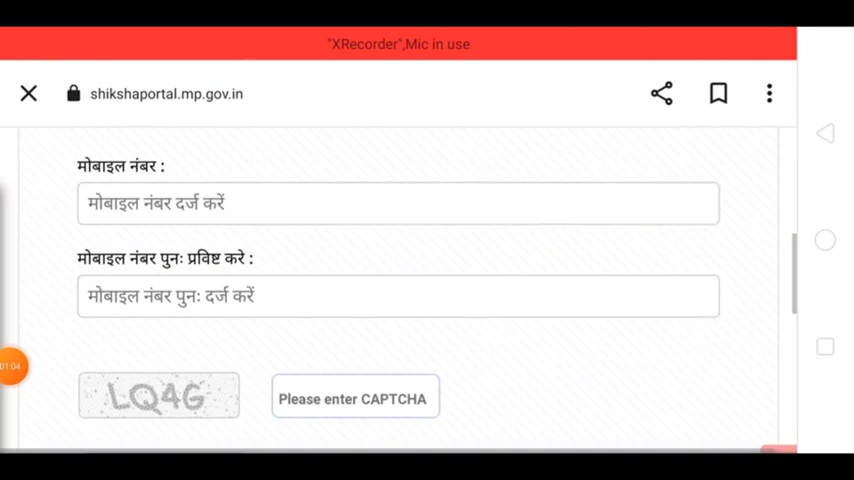 "XRecorder",Mic in use
shikshaportal.mp.gov.in
मोबाइल नंबर :
मोबाइल नंबर दर्ज करें
मोबाइल नंबर पुनः प्रविष्ट करे :
मोबाइल नंबर पुनः दर्ज करें
LQ4G
Please enter CAPTCHA
01:04